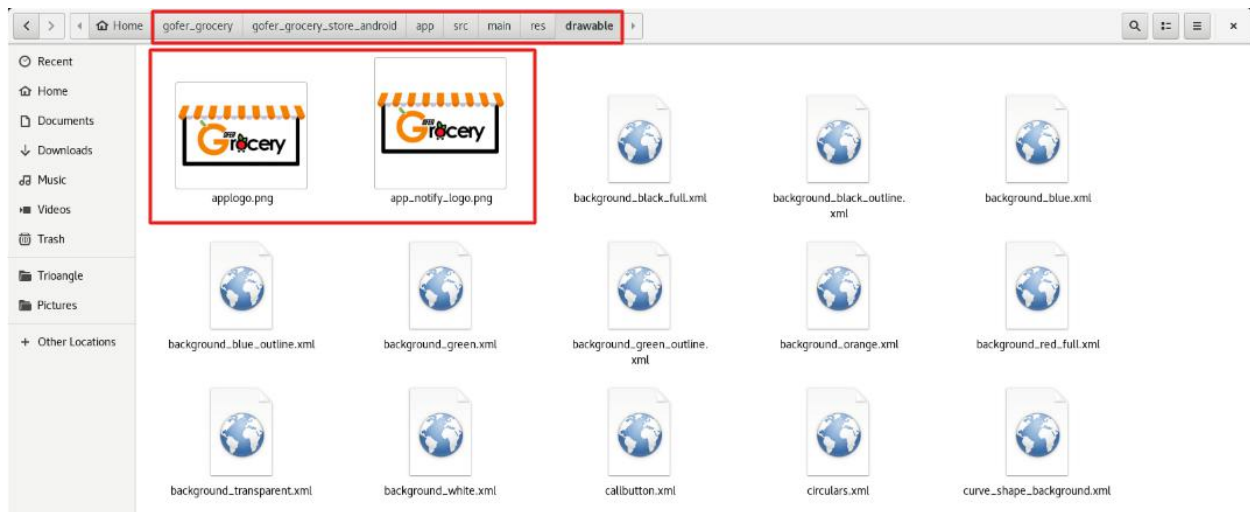 Home gofer_grocery gofer_grocery_store_android app src main res drawable
Recent
Home
Documents
Downloads
Music
Videos
Trash
Trioangle
Pictures
+ Other Locations
GOFER
Grocery
GOFER
Grocery
applogo.png
app_notify_logo.png
background_black_full.xml
background_black_outline.
xml
background_blue.xml
background_blue_outline.xml
background_green.xml
background_green_outline.
xml
background_orange.xml
background_red_full.xml
background_transparent.xml
background_white.xml
callbutton.xml
circulars.xml
curve_shape_background.xml